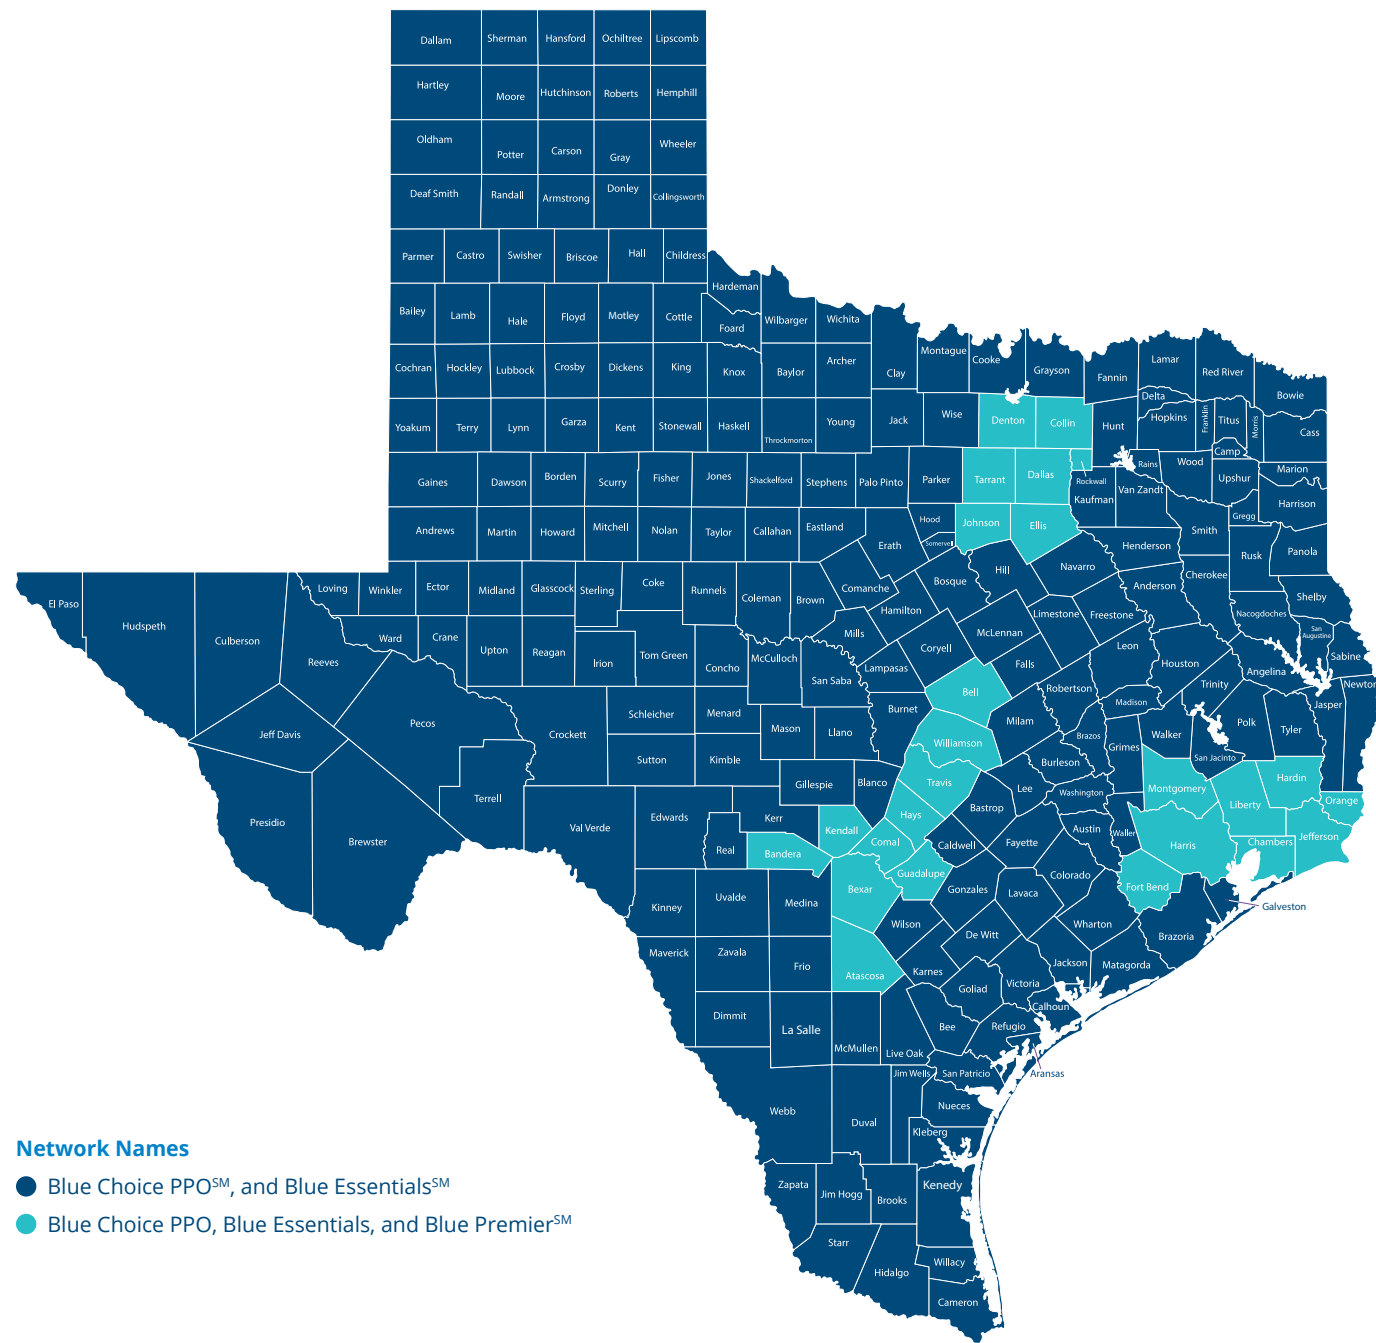 Dallam Sherman Hansford Ochiltree Lipscomb
Hartley Moore Hutchinson Roberts Hemphill
Oldham Potter Carson Gray Wheeler
Deaf Smith Randall Armstrong Donley Collingsworth
Parmer Castro Swisher Briscoe Hall Childress
Hardeman
Bailey Lamb Hale Floyd Motley Cottle Foard Wilbarger Wichita
Cochran Hockley Lubbock Crosby Dickens King Knox Baylor Archer Clay Montague Cooke Grayson Fannin Lamar Red River Bowie
Yoakum Terry Lynn Garza Kent Stonewall Haskell Throckmorton Young Jack Wise Denton Collin Hunt Delta Hopkins Franklin Titus Morris Cass
Camp
Gaines Dawson Borden Scurry Fisher Jones Shackelford Stephens Palo Pinto Parker Tarrant Dallas Rockwall Kaufman Rains Van Zandt Wood Upshur Marion Harrison
Gregg
Andrews Martin Howard Mitchell Nolan Taylor Callahan Eastland Erath Hood Somervell Johnson Ellis Henderson Smith Rusk Panola
El Paso Hudspeth Culberson Loving Winkler Ector Midland Glasscock Sterling Coke Runnels Coleman Brown Comanche Hamilton Bosque Hill Navarro Anderson Cherokee Shelby
Nacogdoches San Augustine Sabine
Reeves Ward Crane Upton Reagan Irion Tom Green Concho McCulloch San Saba Mills Lampasas Coryell McLennan Limestone Freestone Leon Houston Angelina
Falls Trinity Newton
Jeff Davis Pecos Crockett Schleicher Menard Mason Llano Burnet Bell Milam Robertson Madison Walker Polk Tyler Jasper
Brazos Grimes San Jacinto
Sutton Kimble Williamson Burleson
Presidio Brewster Terrell Val Verde Edwards Kerr Gillespie Blanco Travis Bastrop Lee Washington Montgomery Liberty Hardin Orange
Real Bandera Kendall Comal Hays Caldwell Fayette Austin Waller Harris Chambers Jefferson
Kinney Uvalde Medina Bexar Guadalupe Gonzales Lavaca Colorado Fort Bend Galveston
Maverick Zavala Frio Atascosa Wilson Karnes De Witt Wharton Brazoria
Jackson Matagorda
Dimmit La Salle McMullen Live Oak Bee Goliad Victoria Calhoun Refugio
Aransas
Webb Duval Jim Wells San Patricio Nueces
Kleberg
Zapata Jim Hogg Brooks Kenedy
Starr Hidalgo Willacy
Cameron
Network Names
Blue Choice PPO℠, and Blue Essentials℠
Blue Choice PPO, Blue Essentials, and Blue Premier℠